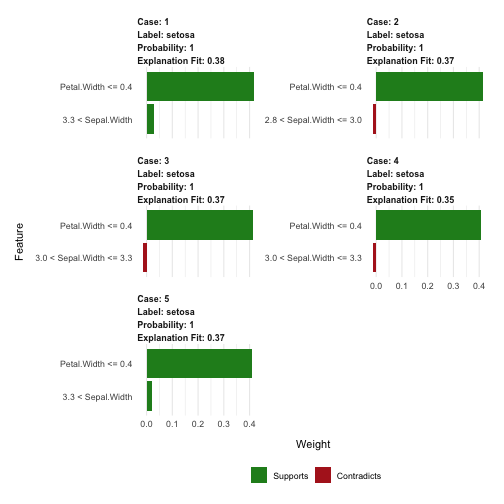 Case: 1
Label: setosa
Probability: 1
Explanation Fit: 0.38
Petal.Width <= 0.4
3.3 < Sepal.Width
Case: 2
Label: setosa
Probability: 1
Explanation Fit: 0.37
Petal.Width <= 0.4
2.8 < Sepal.Width <= 3.0
Case: 3
Label: setosa
Probability: 1
Explanation Fit: 0.37
Petal.Width <= 0.4
3.0 < Sepal.Width <= 3.3
Case: 4
Label: setosa
Probability: 1
Explanation Fit: 0.35
Petal.Width <= 0.4
3.0 < Sepal.Width <= 3.3
0.0 0.1 0.2 0.3 0.4
Case: 5
Label: setosa
Probability: 1
Explanation Fit: 0.37
Petal.Width <= 0.4
3.3 < Sepal.Width
0.0 0.1 0.2 0.3 0.4
Feature
Weight
Supports Contradicts